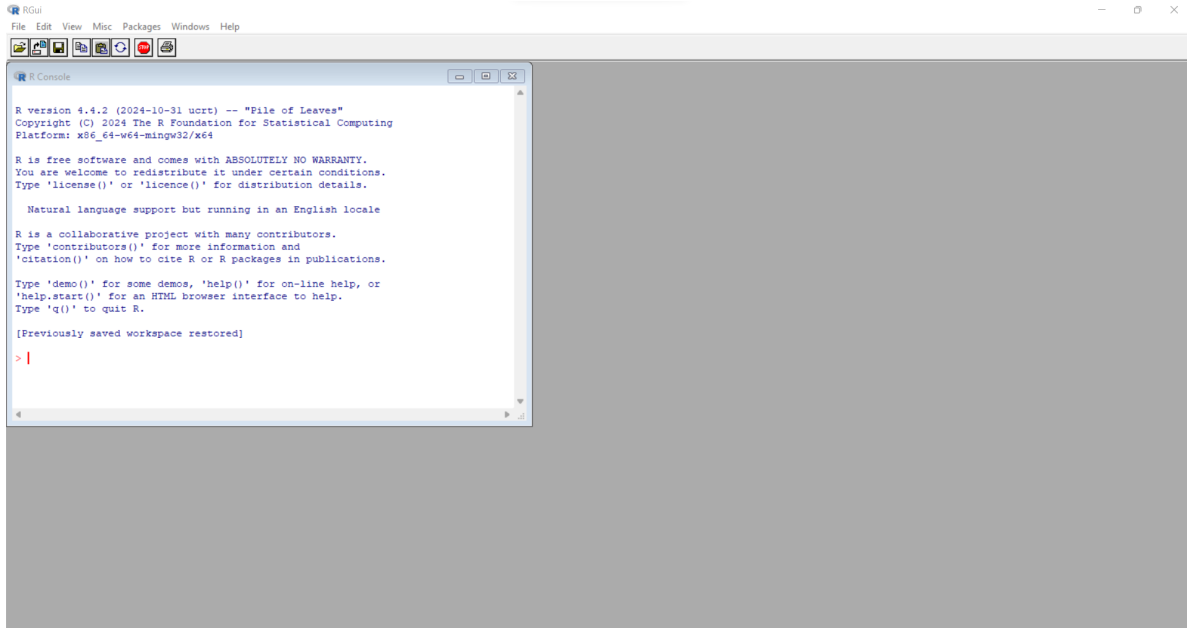 RGui
File Edit View Misc Packages Windows Help
STOP
R Console
R version 4.4.2 (2024-10-31 ucrt) -- "Pile of Leaves"
Copyright (C) 2024 The R Foundation for Statistical Computing
Platform: x86_64-w64-mingw32/x64
R is free software and comes with ABSOLUTELY NO WARRANTY.
You are welcome to redistribute it under certain conditions.
Type 'license()' or 'licence()' for distribution details.
Natural language support but running in an English locale
R is a collaborative project with many contributors.
Type 'contributors()' for more information and
'citation()' on how to cite R or R packages in publications.
Type 'demo()' for some demos, 'help()' for on-line help, or
'help.start()' for an HTML browser interface to help.
Type 'q()' to quit R.
[Previously saved workspace restored]
>